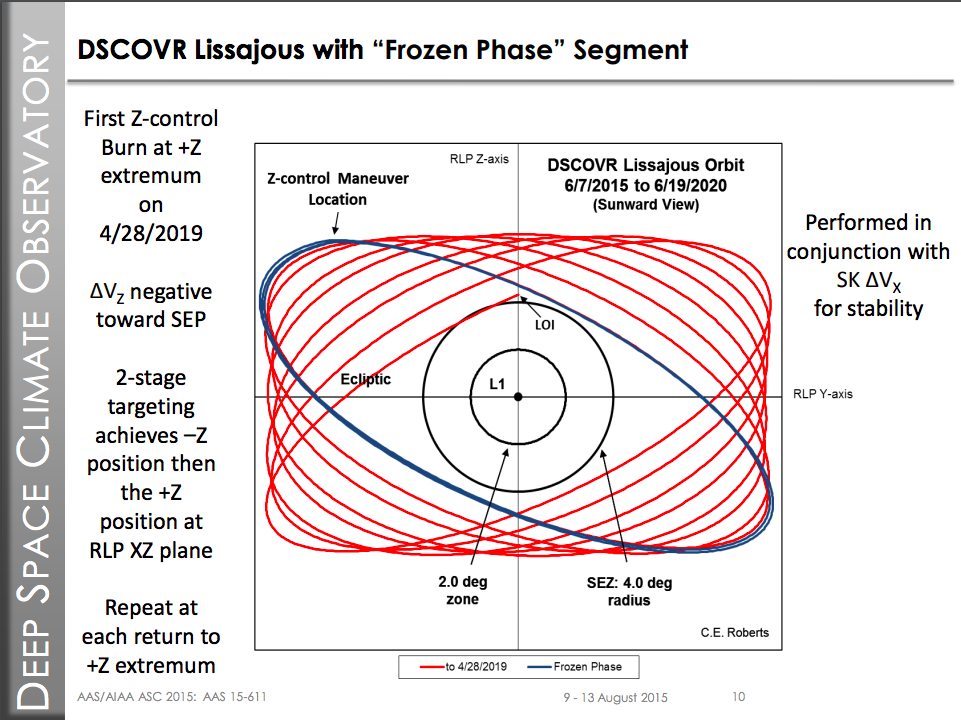 DEEP SPACE CLIMATE OBSERVATORY
DSCOVR Lissajous with “Frozen Phase” Segment
First Z-control
Burn at +Z
extremum
on
4/28/2019
ΔVZ negative
toward SEP
2-stage
targeting
achieves –Z
position then
the +Z
position at
RLP XZ plane
Repeat at
each return to
+Z extremum
RLP Z-axis
DSCOVR Lissajous Orbit
6/7/2015 to 6/19/2020
(Sunward View)
Z-control Maneuver
Location
LOI
Ecliptic
L1
RLP Y-axis
2.0 deg
zone
SEZ: 4.0 deg
radius
C.E. Roberts
to 4/28/2019
Frozen Phase
Performed in
conjunction with
SK ΔVX
for stability
AAS/AIAA ASC 2015: AAS 15-611
9 - 13 August 2015
10